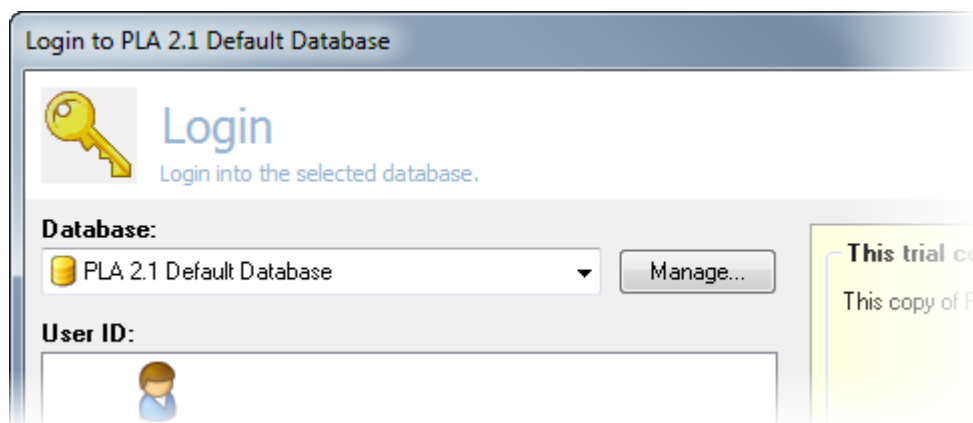 Login to PLA 2.1 Default Database
Login
Login into the selected database.
Database:
PLA 2.1 Default Database
Manage...
This trial
This copy of
User ID: